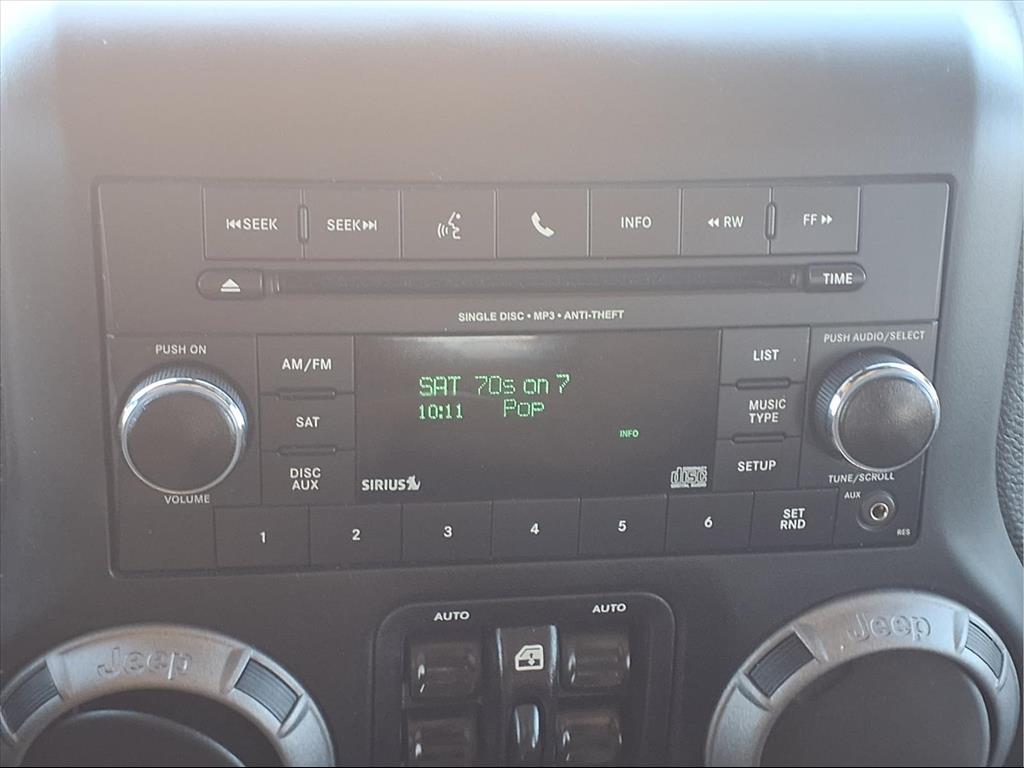 SEEK
SEEK
INFO
RW
FF
TIME
SINGLE DISC • MP3 • ANTI-THEFT
PUSH ON
VOLUME
AM/FM
SAT
DISC
AUX
SAT 70s on 7
10:11 Pop
INFO
SIRIUS
disc
LIST
MUSIC
TYPE
SETUP
PUSH AUDIO/SELECT
TUNE/SCROLL
AUX
RES
1
2
3
4
5
6
SET
RND
AUTO
AUTO
Jeep
Jeep